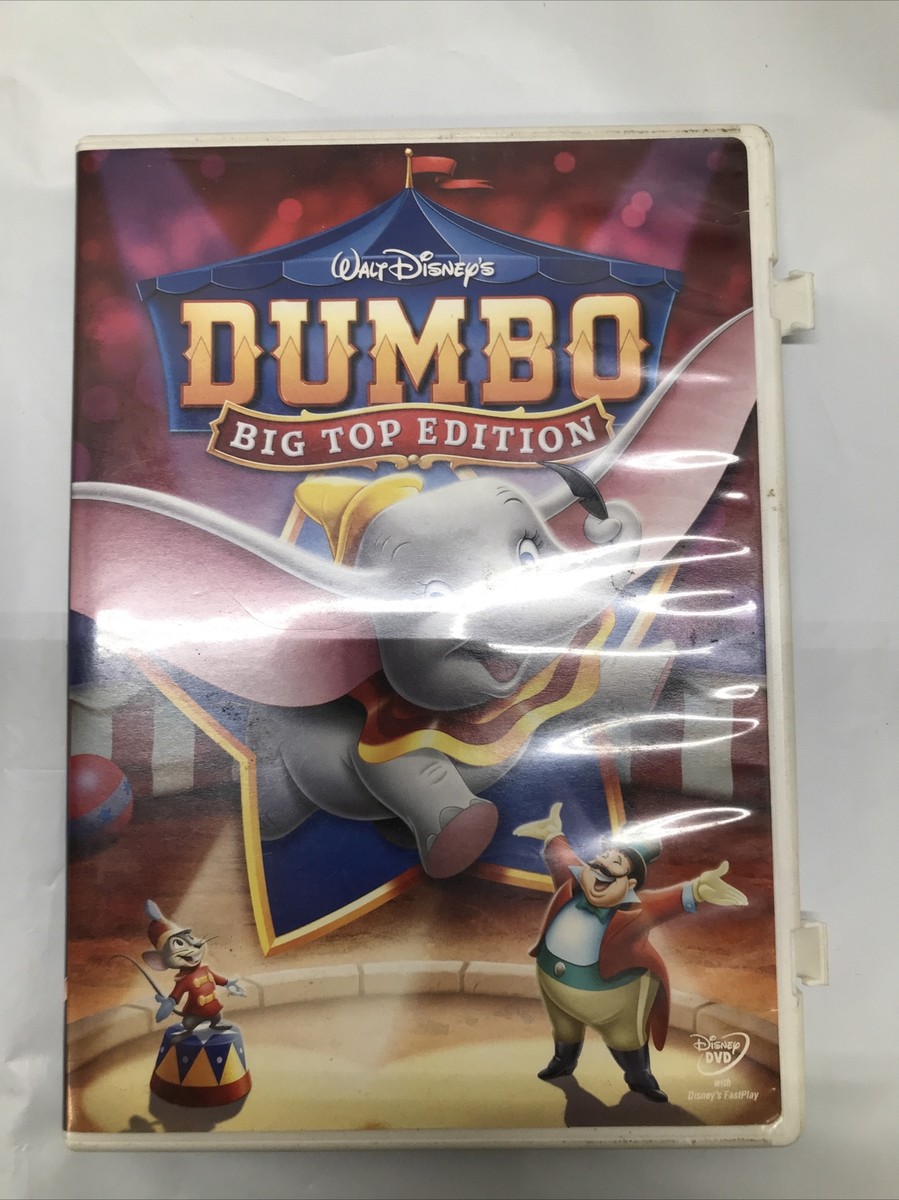 WALT DISNEY'S
DUMBO
BIG TOP EDITION
DISNEY
DVD
with
Disney's FastPlay